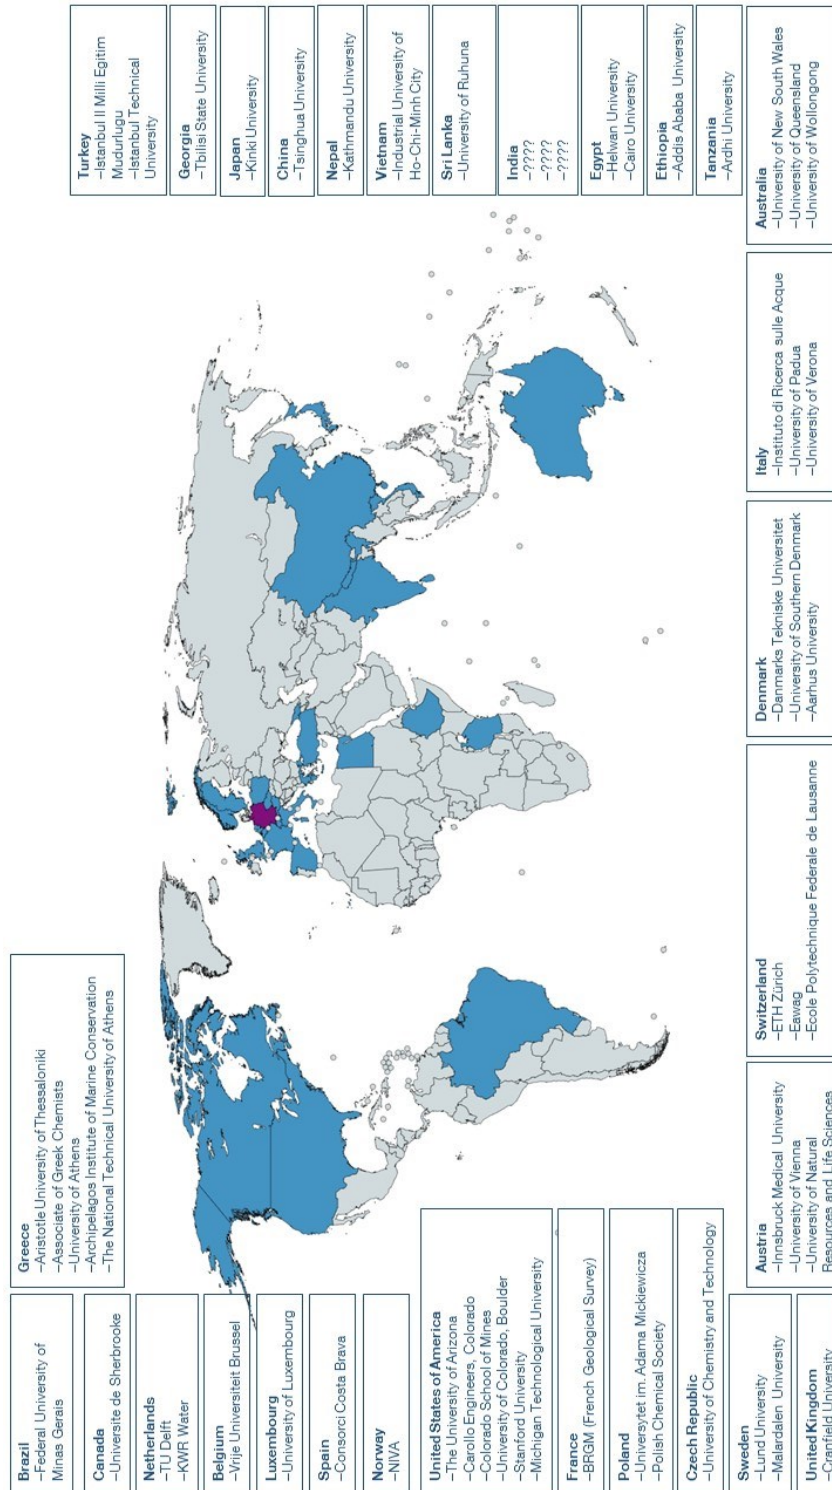 Brazil
–Federal University of
Minas Gerais
Canada
–Universite de Sherbrooke
Netherlands
–TU Delft
–KWR Water
Belgium
–Vrije Universiteit Brussel
Luxembourg
–University of Luxembourg
Spain
–Consorci Costa Brava
Norway
–NIVA
United States of America
–The University of Arizona
–Carollo Engineers, Colorado
–Colorado School of Mines
–University of Colorado, Boulder
–Stanford University
–Michigan Technological University
France
–BRGM (French Geological Survey)
Poland
–Universytet im. Adama Mickiewicza
–Polish Chemical Society
Czech Republic
–University of Chemistry and Technology
Sweden
–Lund University
–Malardalen University
United Kingdom
–Cranfield University
Greece
–Aristotle University of Thessaloniki
–Associate of Greek Chemists
–University of Athens
–Archipelagos Institute of Marine Conservation
–The National Technical University of Athens
Austria
–Innsbruck Medical University
–University of Vienna
–University of Natural
Resources and Life Sciences
Switzerland
–ETH Zürich
–Eawag
–Ecole Polytechnique Federale de Lausanne
Denmark
–Danmarks Tekniske Universitet
–University of Southern Denmark
–Aarhus University
Italy
–Instituto di Ricerca sulle Acque
–University of Padua
–University of Verona
Turkey
–Istanbul Il Milli Egitim
Mudurlugu
–Istanbul Technical
University
Georgia
–Tbilisi State University
Japan
–Kinki University
China
–Tsinghua University
Nepal
–Kathmandu University
Vietnam
–Industrial University of
Ho-Chi-Minh City
Sri Lanka
–University of Ruhuna
India
–????
–????
–????
Egypt
–Helwan University
–Cairo University
Ethiopia
–Addis Ababa University
Tanzania
–Ardhi University
Australia
–University of New South Wales
–University of Queensland
–University of Wollongong